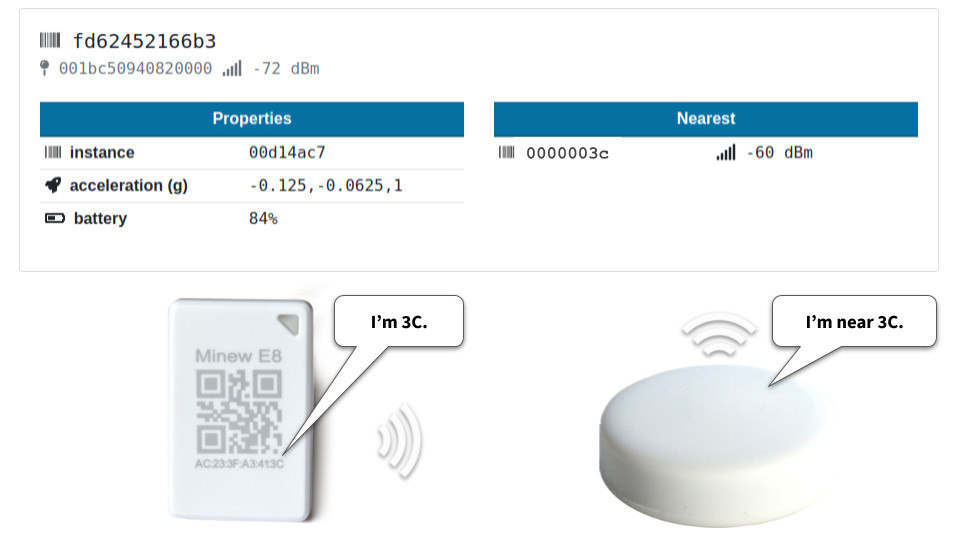 fd62452166b3
001bc50940820000 -72 dBm
Properties
instance 00d14ac7
acceleration (g) -0.125,-0.0625,1
battery 84%
Nearest
0000003c -60 dBm
I'm 3C.
Minew E8
AC:23:3F:A3:413C
I'm near 3C.